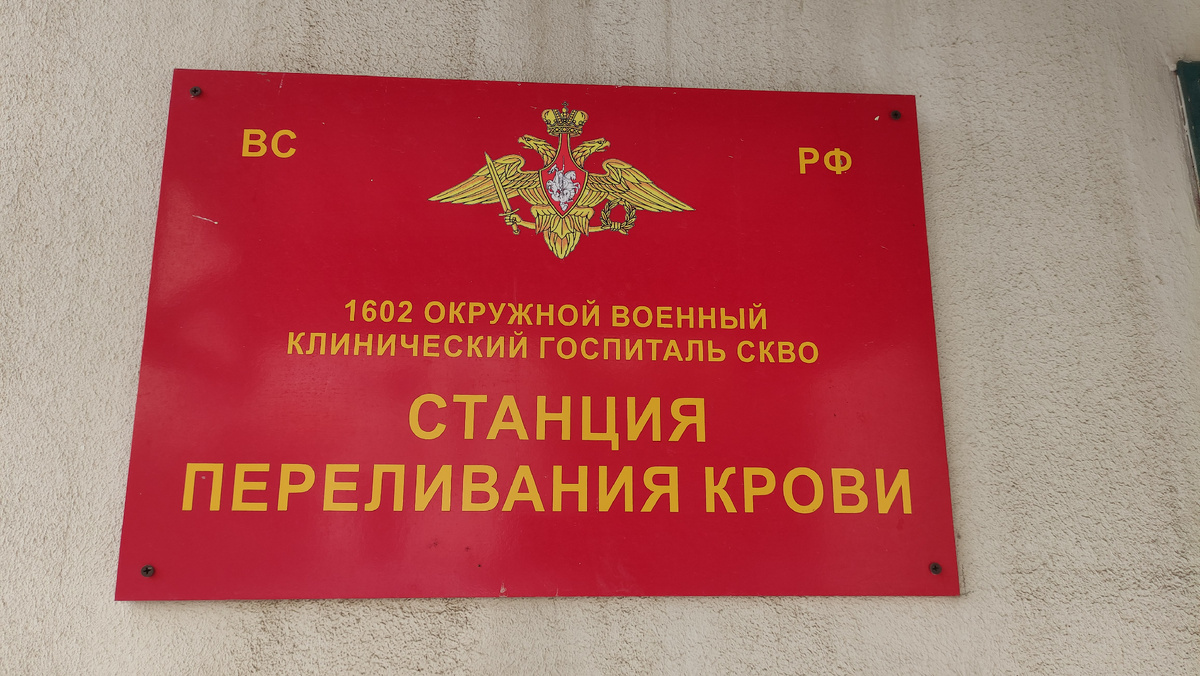 ВС РФ
1602 ОКРУЖНОЙ ВОЕННЫЙ
КЛИНИЧЕСКИЙ ГОСПИТАЛЬ СКВО
СТАНЦИЯ
ПЕРЕЛИВАНИЯ КРОВИ